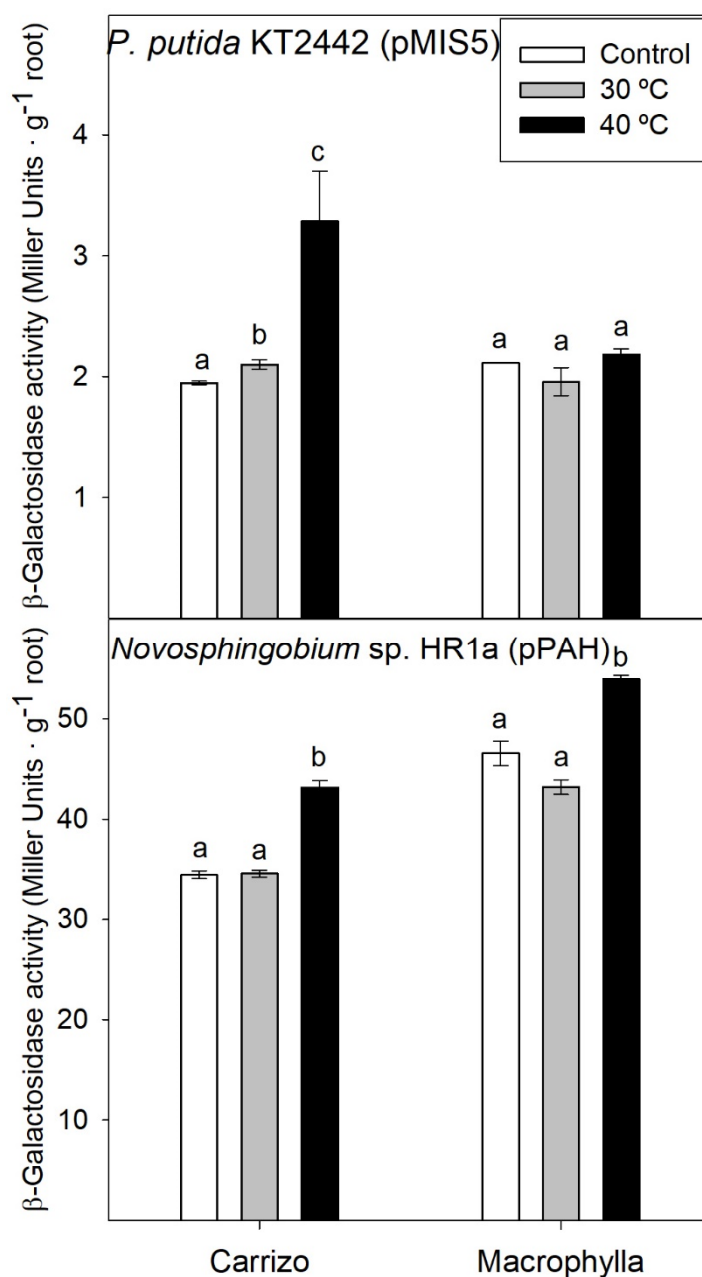 P. putida KT2442 (pMIS5)
Control
30 ºC
40 ºC
β-Galactosidase activity (Miller Units · g-1 root)
4
3
2
1
a
b
c
a
a
a
Novosphingobium sp. HR1a (pPAH)
β-Galactosidase activity (Miller Units · g-1 root)
50
40
30
20
10
a
a
b
a
a
b
Carrizo
Macrophylla